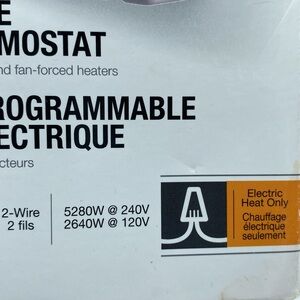 E
MOSTAT
nd fan-forced heaters
ROGRAMMABLE
ECTRIQUE
cteurs
2-Wire
2 fils
5280W @ 240V
2640W @ 120V
Electric
Heat Only
Chauffage
électrique
seulement